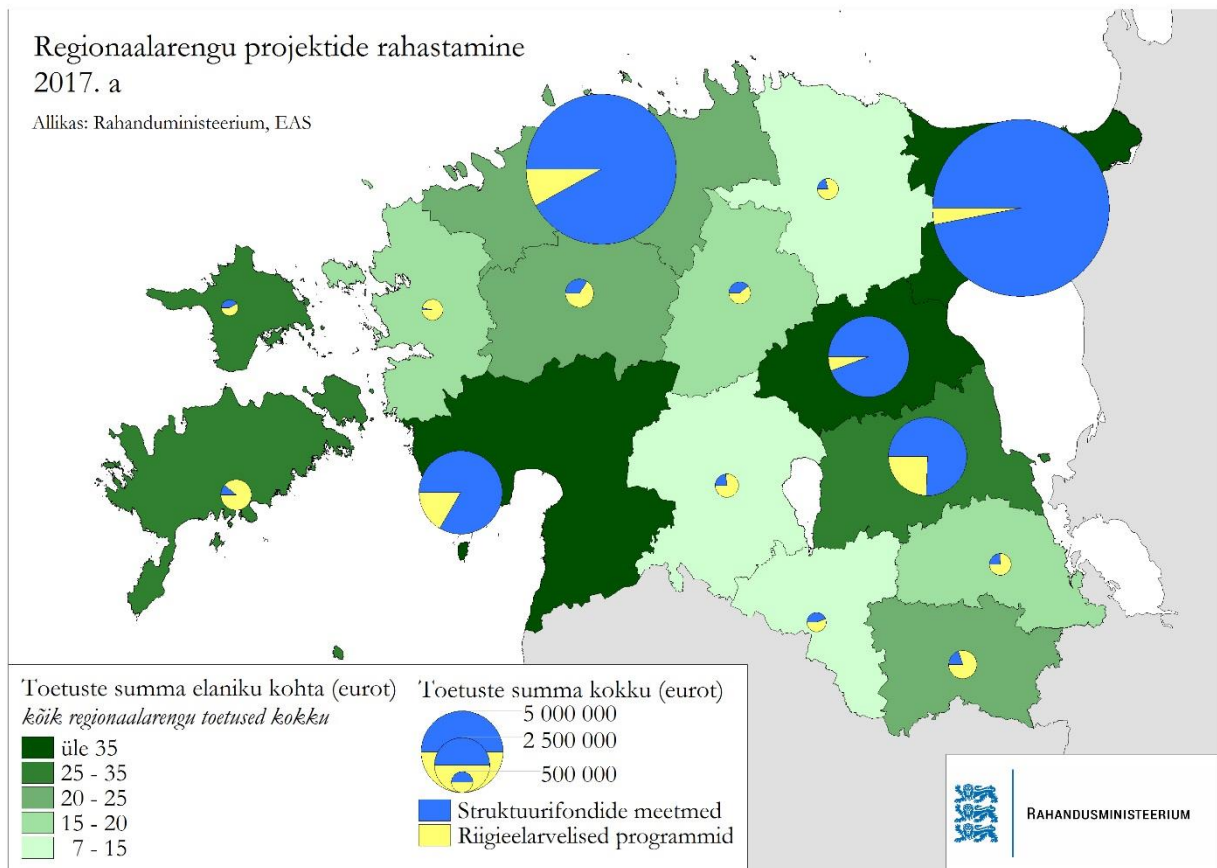 Regionaalarengu projektide rahastamine
2017. a
Allikas: Rahanduministeerium, EAS
Toetuste summa elaniku kohta (eurot)
kõik regionaalarengu toetused kokku
üle 35
25 - 35
20 - 25
15 - 20
7 - 15
Toetuste summa kokku (eurot)
5 000 000
2 500 000
500 000
Struktuurifondide meetmed
Riigieelarvelised programmid
RAHANDUSMINISTEERIUM